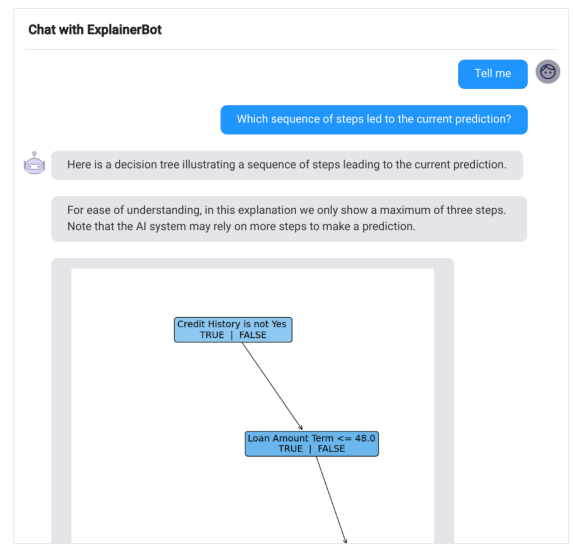 Chat with ExplainerBot
Tell me
Which sequence of steps led to the current prediction?
Here is a decision tree illustrating a sequence of steps leading to the current prediction.
For ease of understanding, in this explanation we only show a maximum of three steps.
Note that the AI system may rely on more steps to make a prediction.
Credit History is not Yes
TRUE | FALSE
Loan Amount Term <= 48.0
TRUE | FALSE